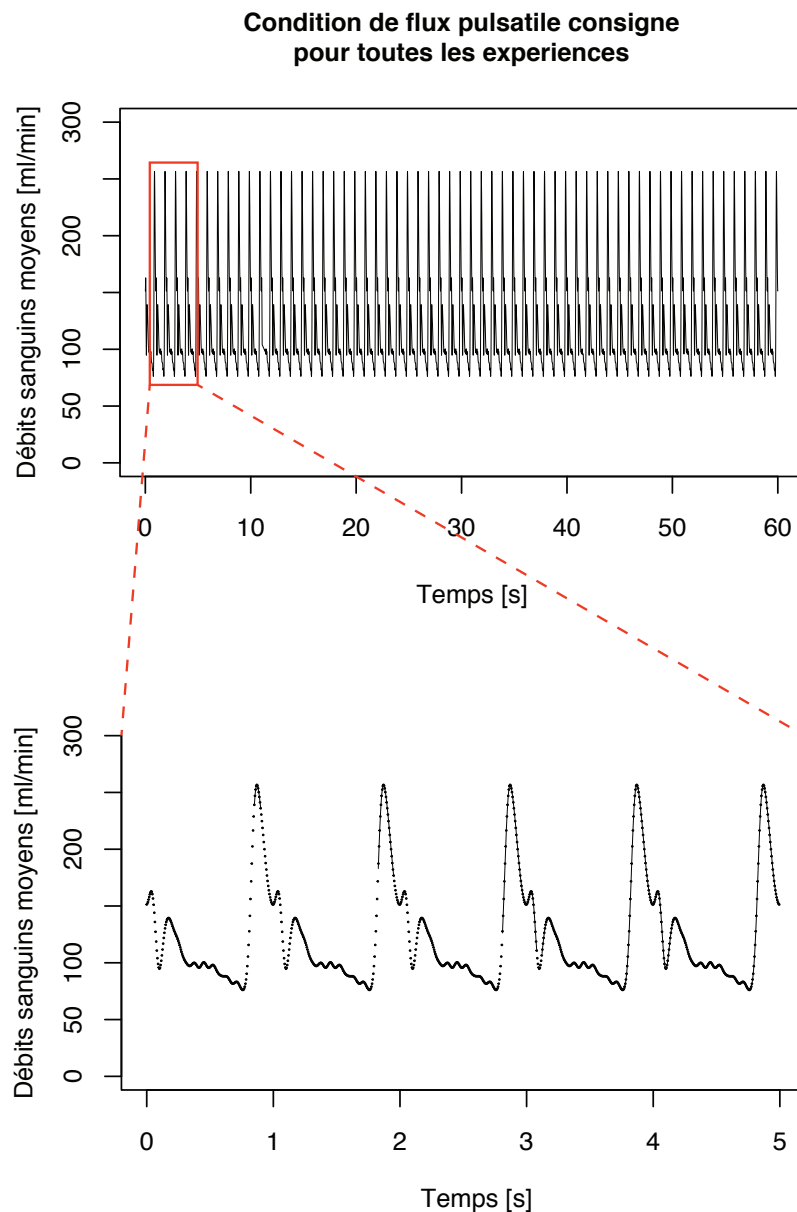 Condition de flux pulsatile consigne
pour toutes les experiences
Débits sanguins moyens [ml/min]
300
200
100
50
0
0 10 20 30 40 50 60
Temps [s]
Débits sanguins moyens [ml/min]
300
200
100
50
0
0 1 2 3 4 5
Temps [s]